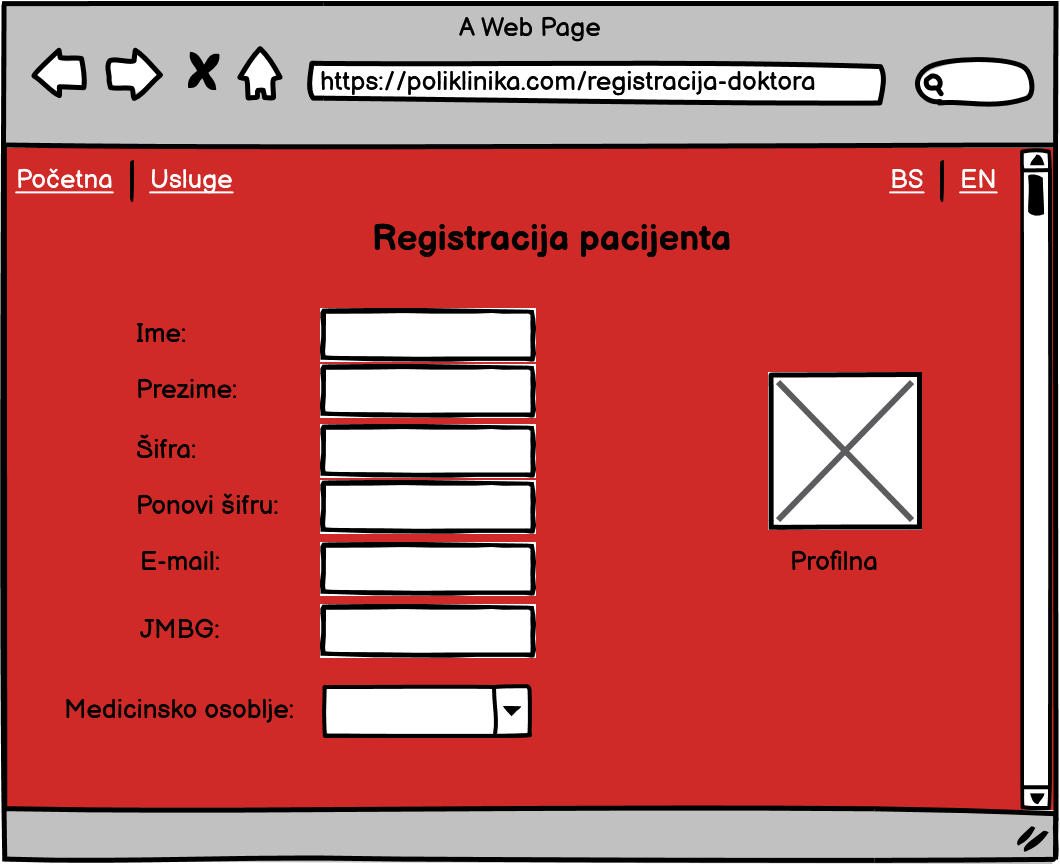 A Web Page
https://poliklinika.com/registracija-doktora
Početna Usluge BS EN
Registracija pacijenta
Ime:
Prezime:
Šifra:
Ponovi šifru:
E-mail:
Profilna
JMBG:
Medicinsko osoblje: